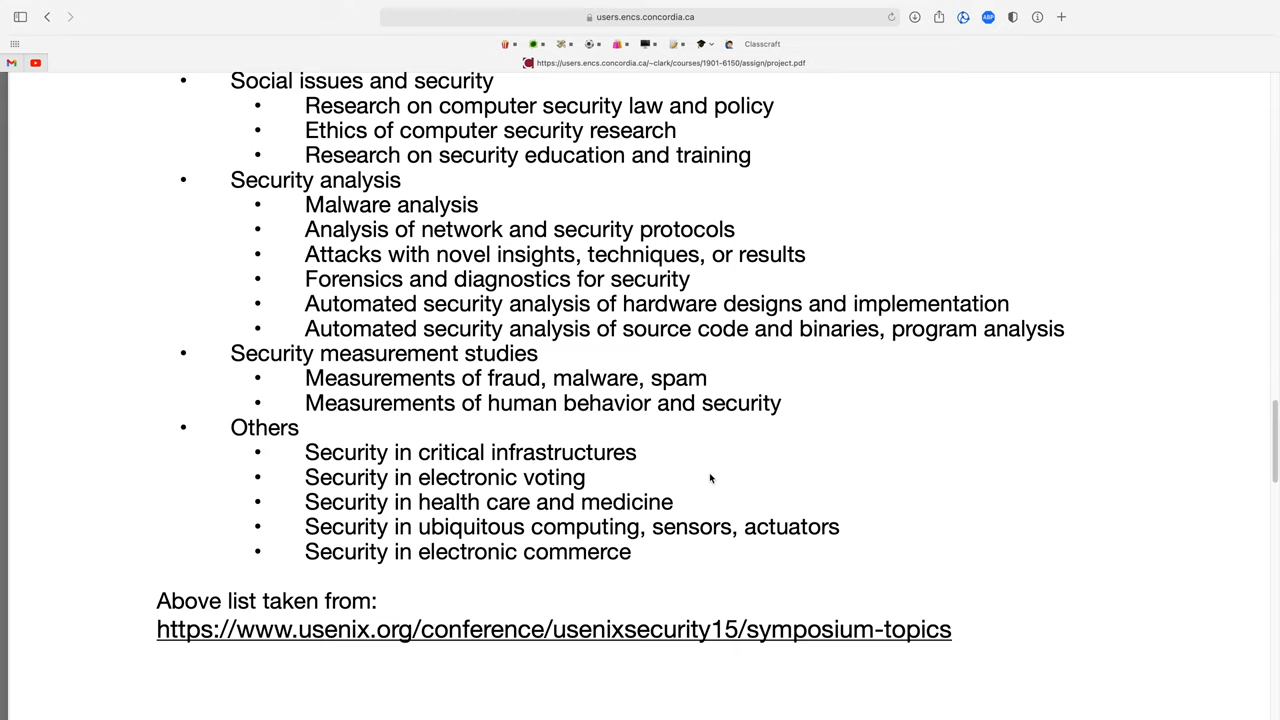 users.encs.concordia.ca
ABP
Classcraft
https://users.encs.concordia.ca/~clark/courses/1901-6150/assign/project.pdf
• Social issues and security
• Research on computer security law and policy
• Ethics of computer security research
• Research on security education and training
• Security analysis
• Malware analysis
• Analysis of network and security protocols
• Attacks with novel insights, techniques, or results
• Forensics and diagnostics for security
• Automated security analysis of hardware designs and implementation
• Automated security analysis of source code and binaries, program analysis
• Security measurement studies
• Measurements of fraud, malware, spam
• Measurements of human behavior and security
• Others
• Security in critical infrastructures
• Security in electronic voting
• Security in health care and medicine
• Security in ubiquitous computing, sensors, actuators
• Security in electronic commerce
Above list taken from:
https://www.usenix.org/conference/usenixsecurity15/symposium-topics